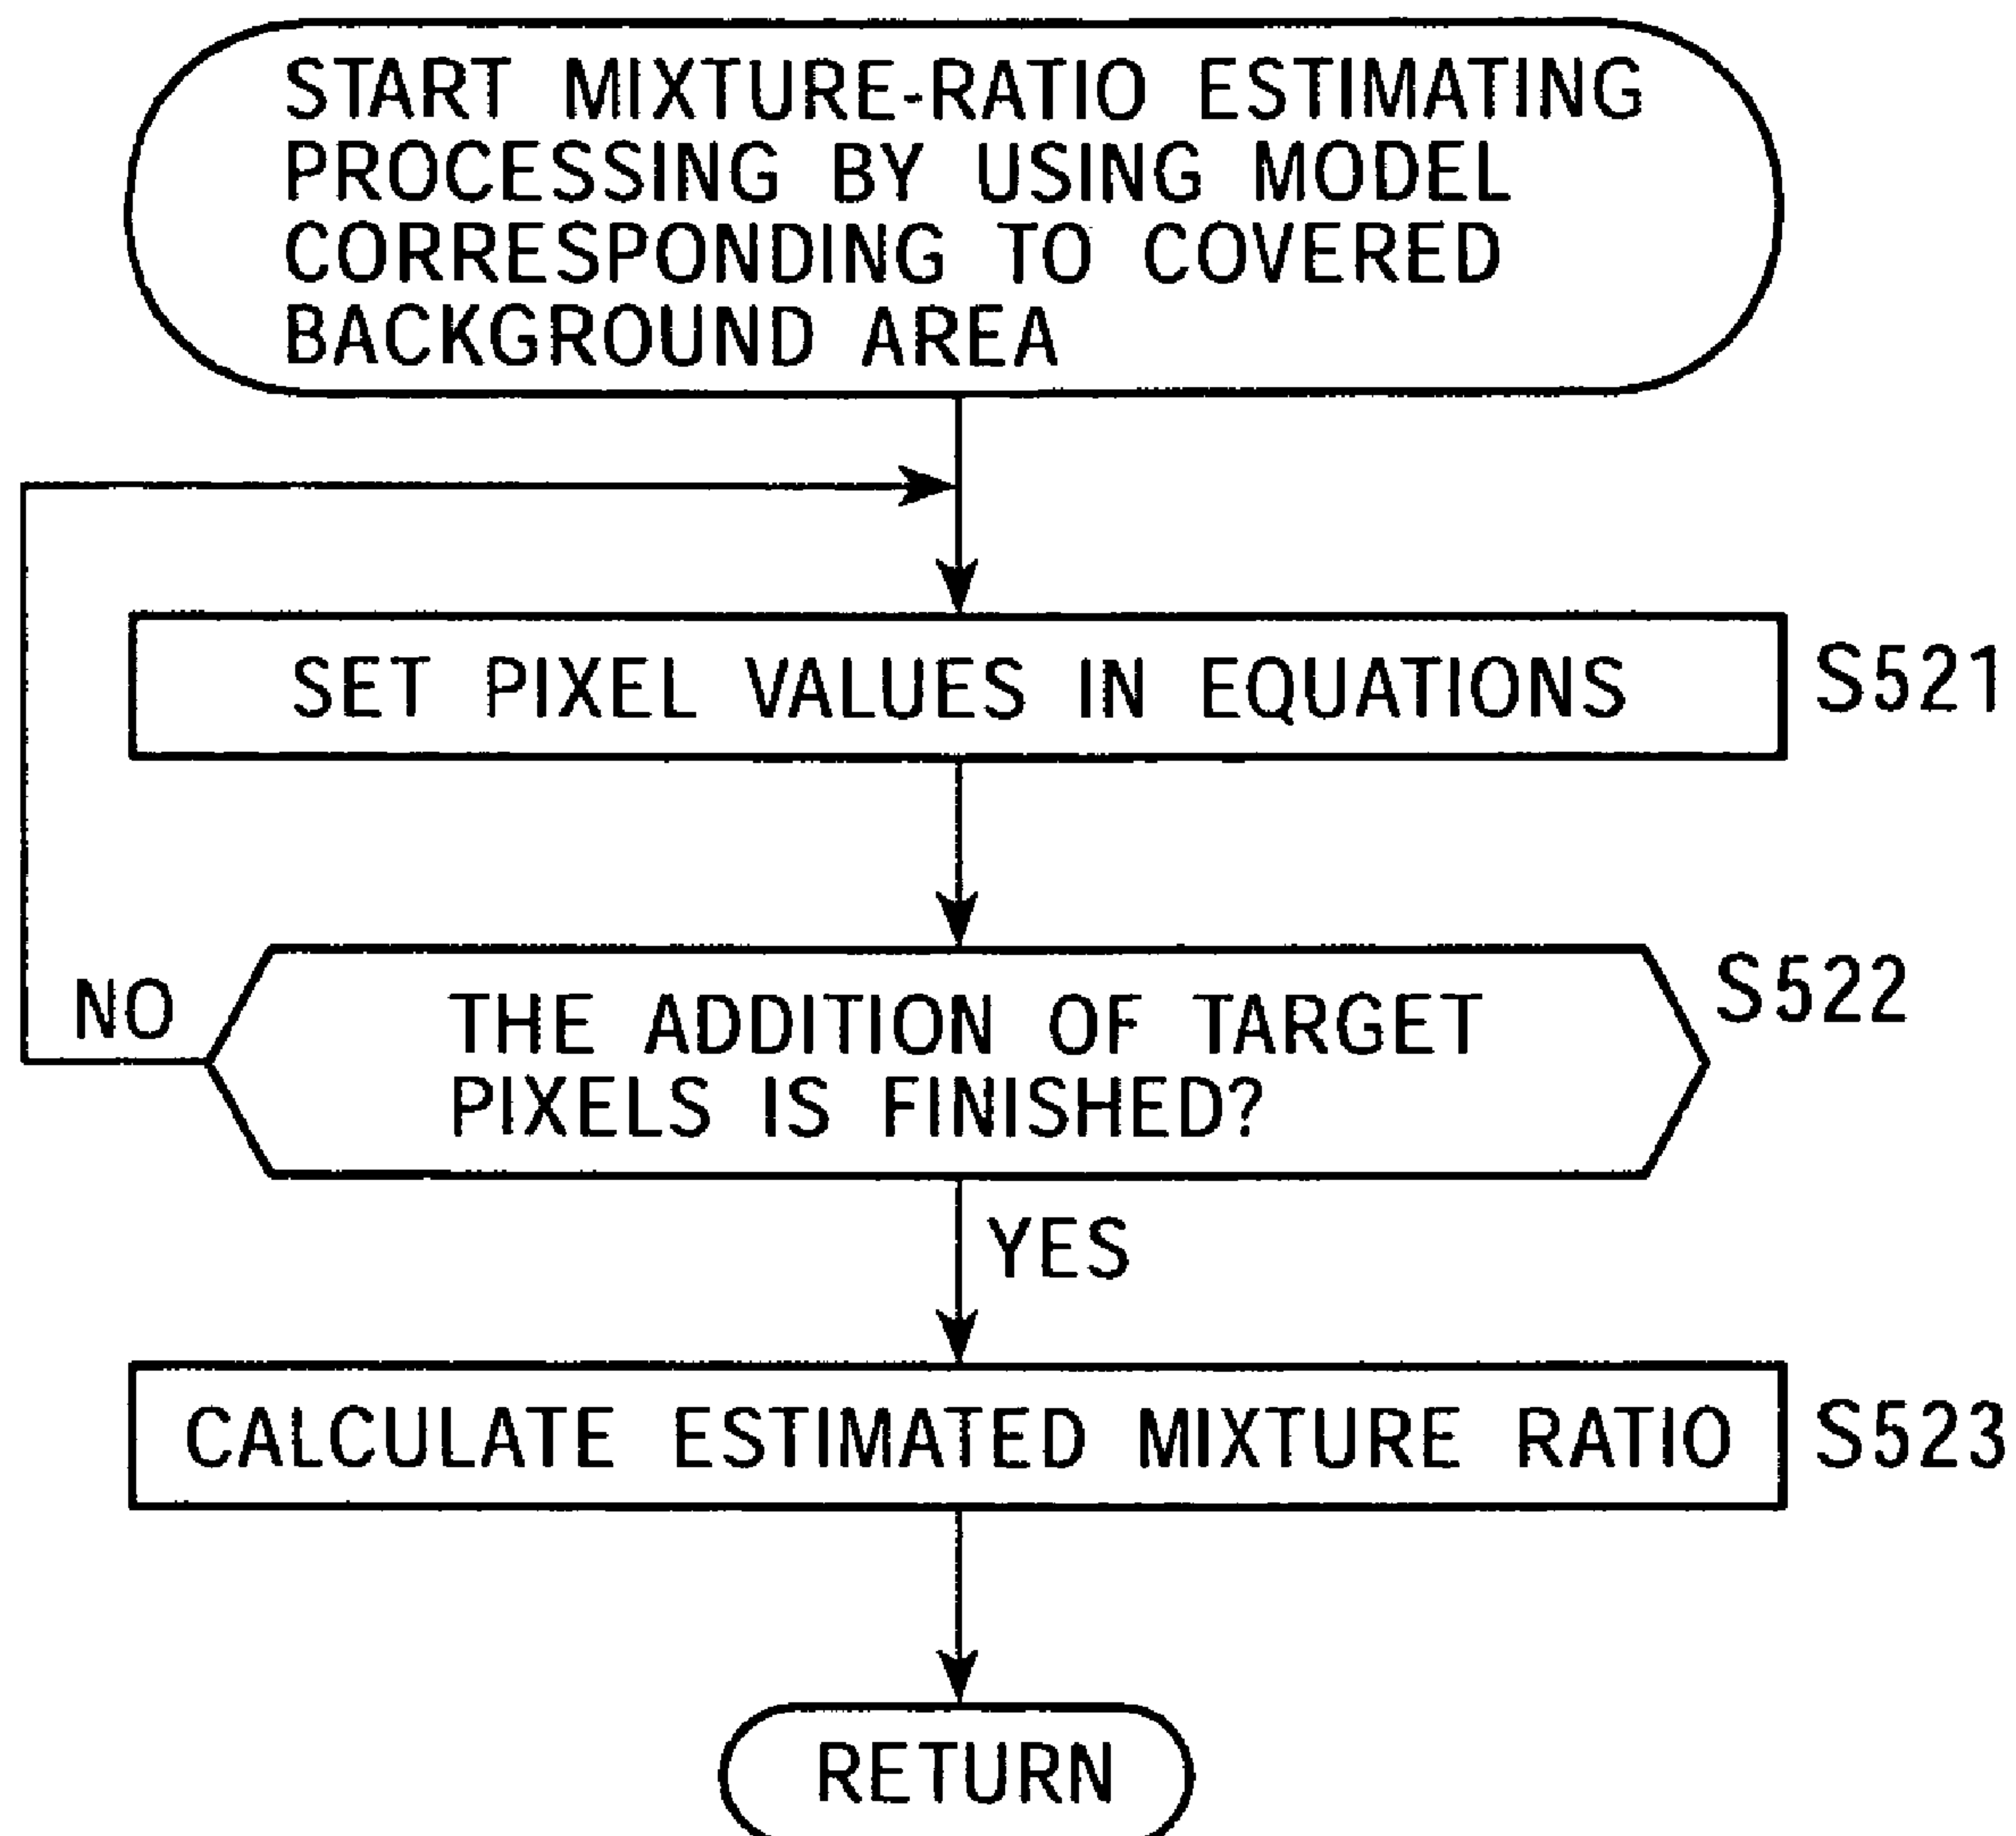 START MIXTURE-RATIO ESTIMATING
PROCESSING BY USING MODEL
CORRESPONDING TO COVERED
BACKGROUND AREA
SET PIXEL VALUES IN EQUATIONS
S521
NO
THE ADDITION OF TARGET
PIXELS IS FINISHED?
S522
YES
CALCULATE ESTIMATED MIXTURE RATIO
S523
RETURN